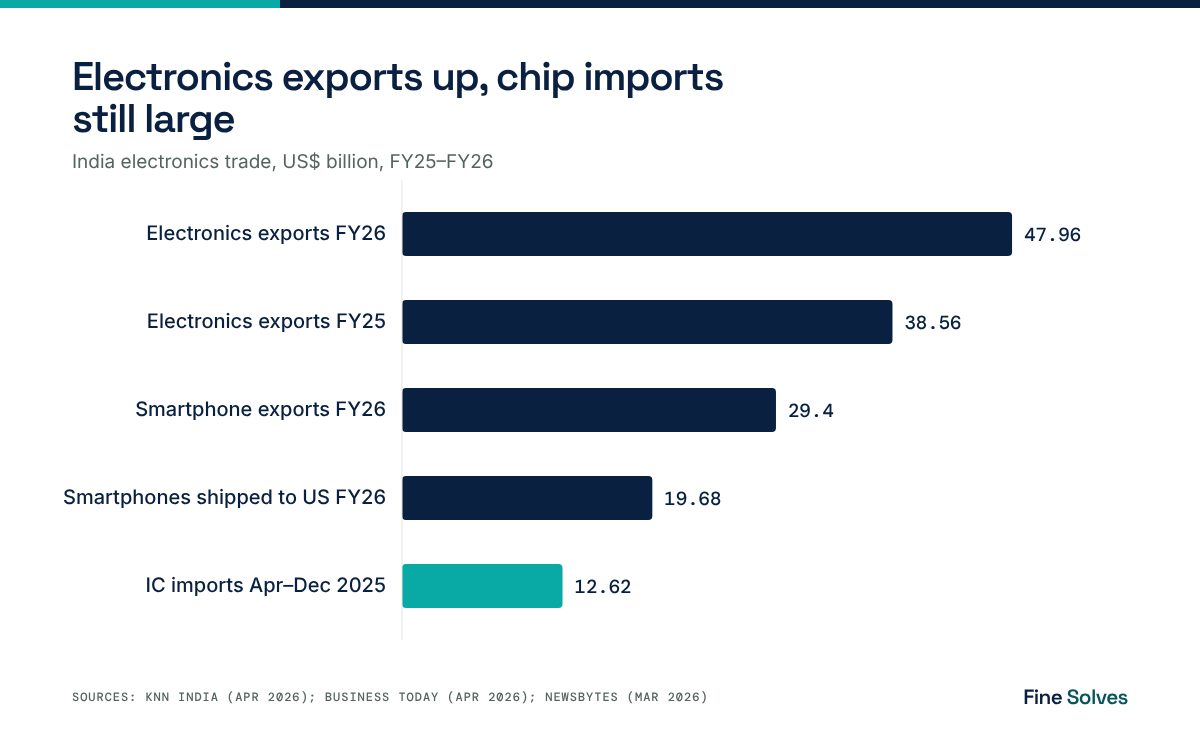 Electronics exports up, chip imports
still large
India electronics trade, US$ billion, FY25–FY26
Electronics exports FY26 47.96
Electronics exports FY25 38.56
Smartphone exports FY26 29.4
Smartphones shipped to US FY26 19.68
IC imports Apr–Dec 2025 12.62
SOURCES: KNN INDIA (APR 2026); BUSINESS TODAY (APR 2026); NEWSBYTES (MAR 2026)
Fine Solves